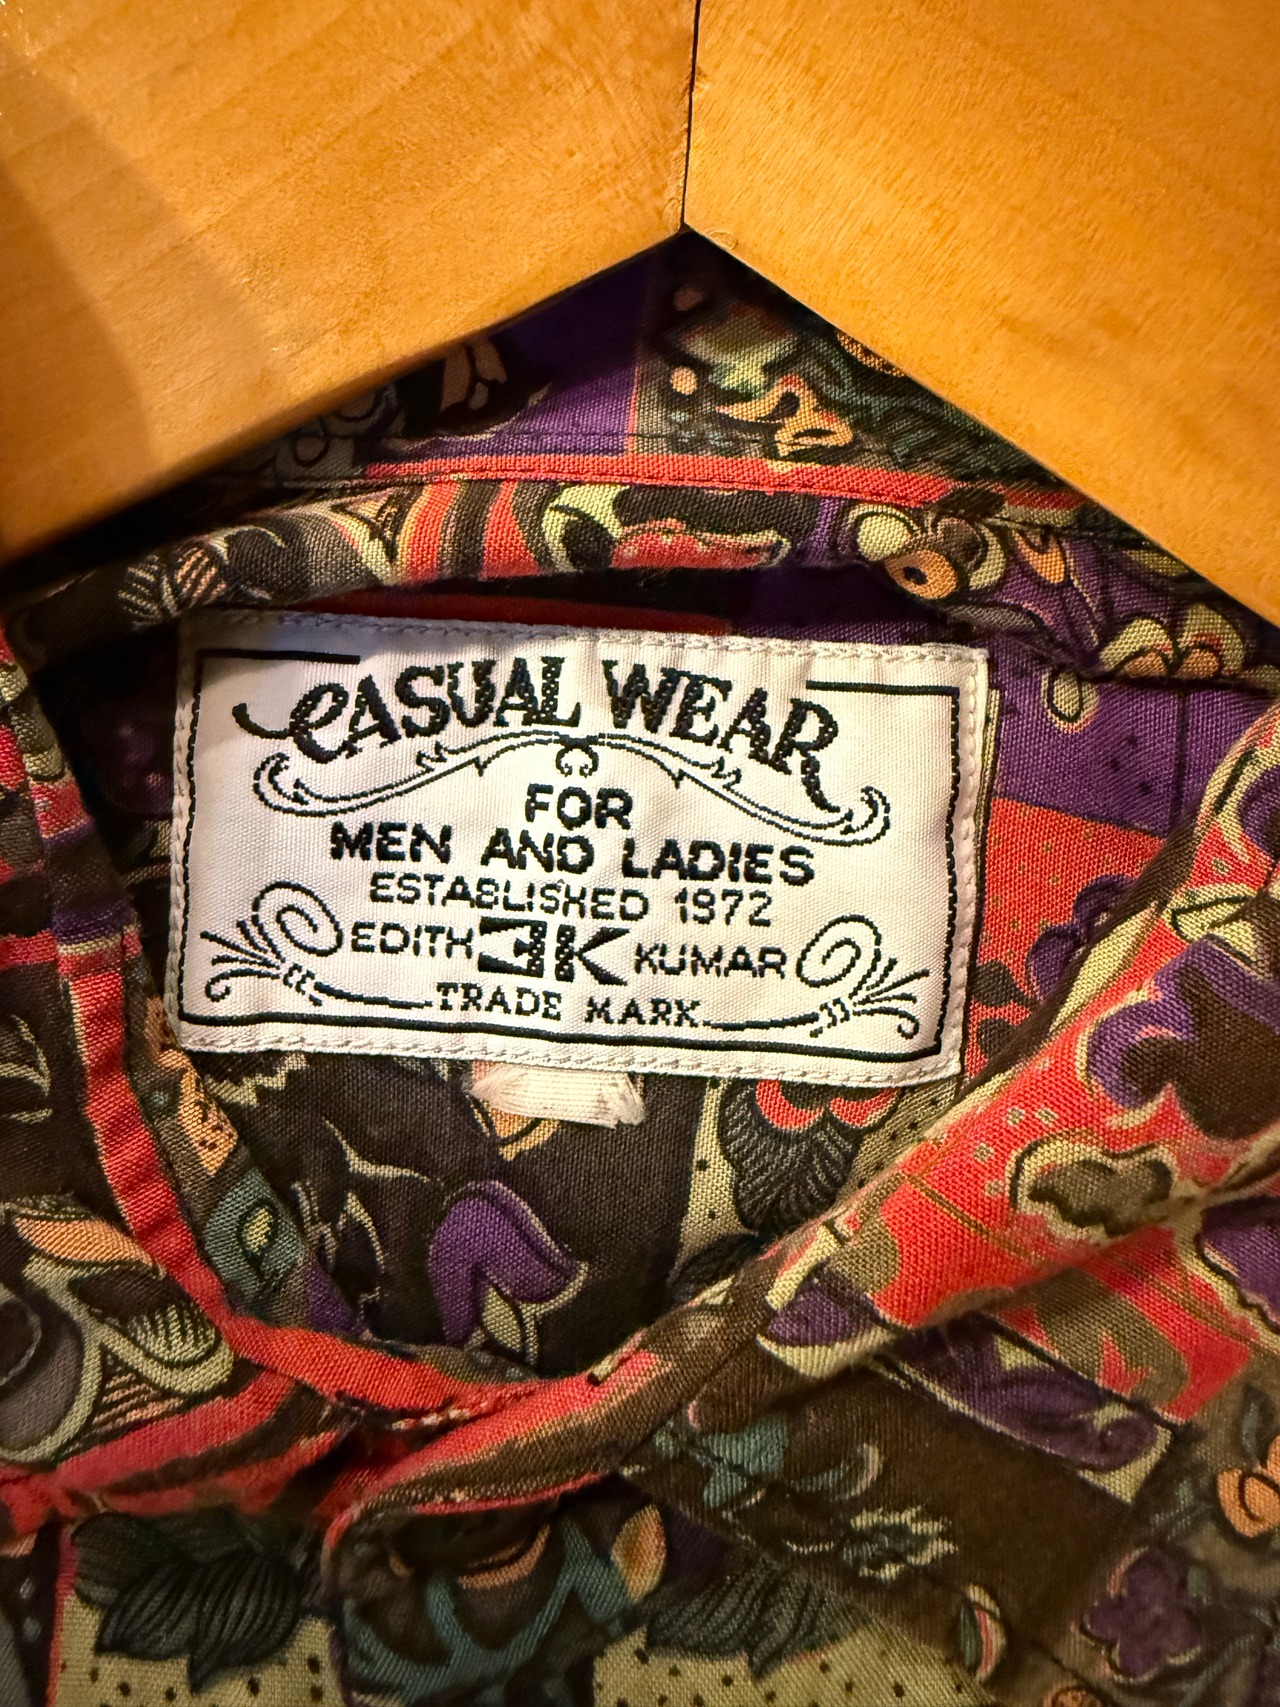 CASUAL WEAR
FOR
MEN AND LADIES
ESTABLISHED 1972
EDITH EK KUMAR
TRADE MARK